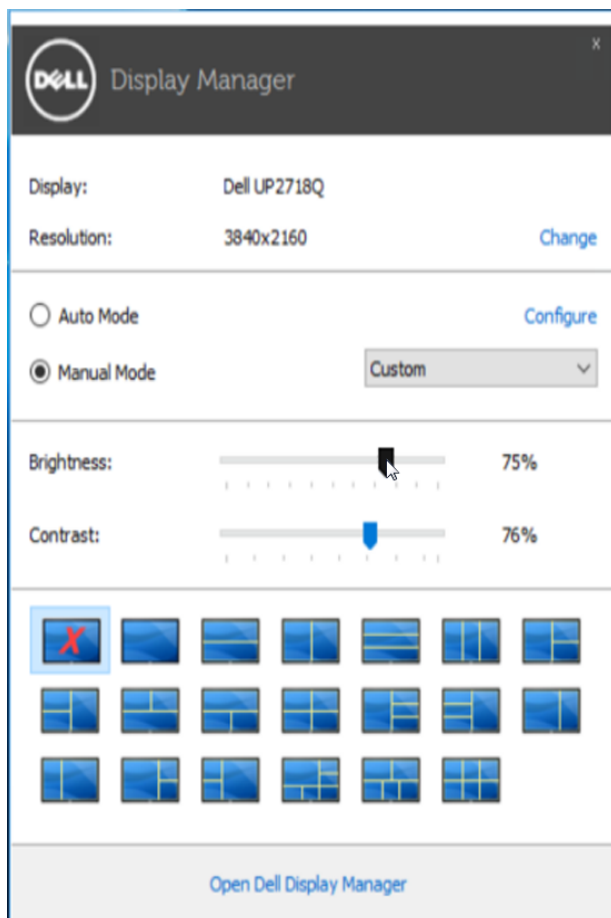 DELL Display Manager x
Display: Dell UP2718Q
Resolution: 3840x2160 Change
Auto Mode Configure
Manual Mode Custom
Brightness: 75%
Contrast: 76%
X
Open Dell Display Manager